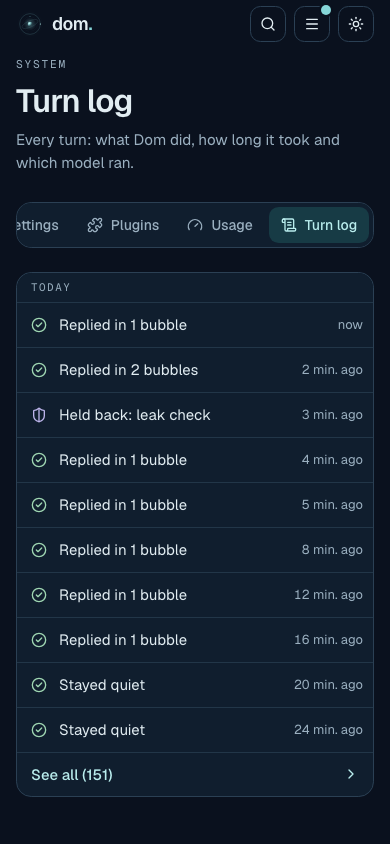 dom.
SYSTEM
Turn log
Every turn: what Dom did, how long it took and
which model ran.
ettings Plugins Usage Turn log
TODAY
Replied in 1 bubble now
Replied in 2 bubbles 2 min. ago
Held back: leak check 3 min. ago
Replied in 1 bubble 4 min. ago
Replied in 1 bubble 5 min. ago
Replied in 1 bubble 8 min. ago
Replied in 1 bubble 12 min. ago
Replied in 1 bubble 16 min. ago
Stayed quiet 20 min. ago
Stayed quiet 24 min. ago
See all (151)